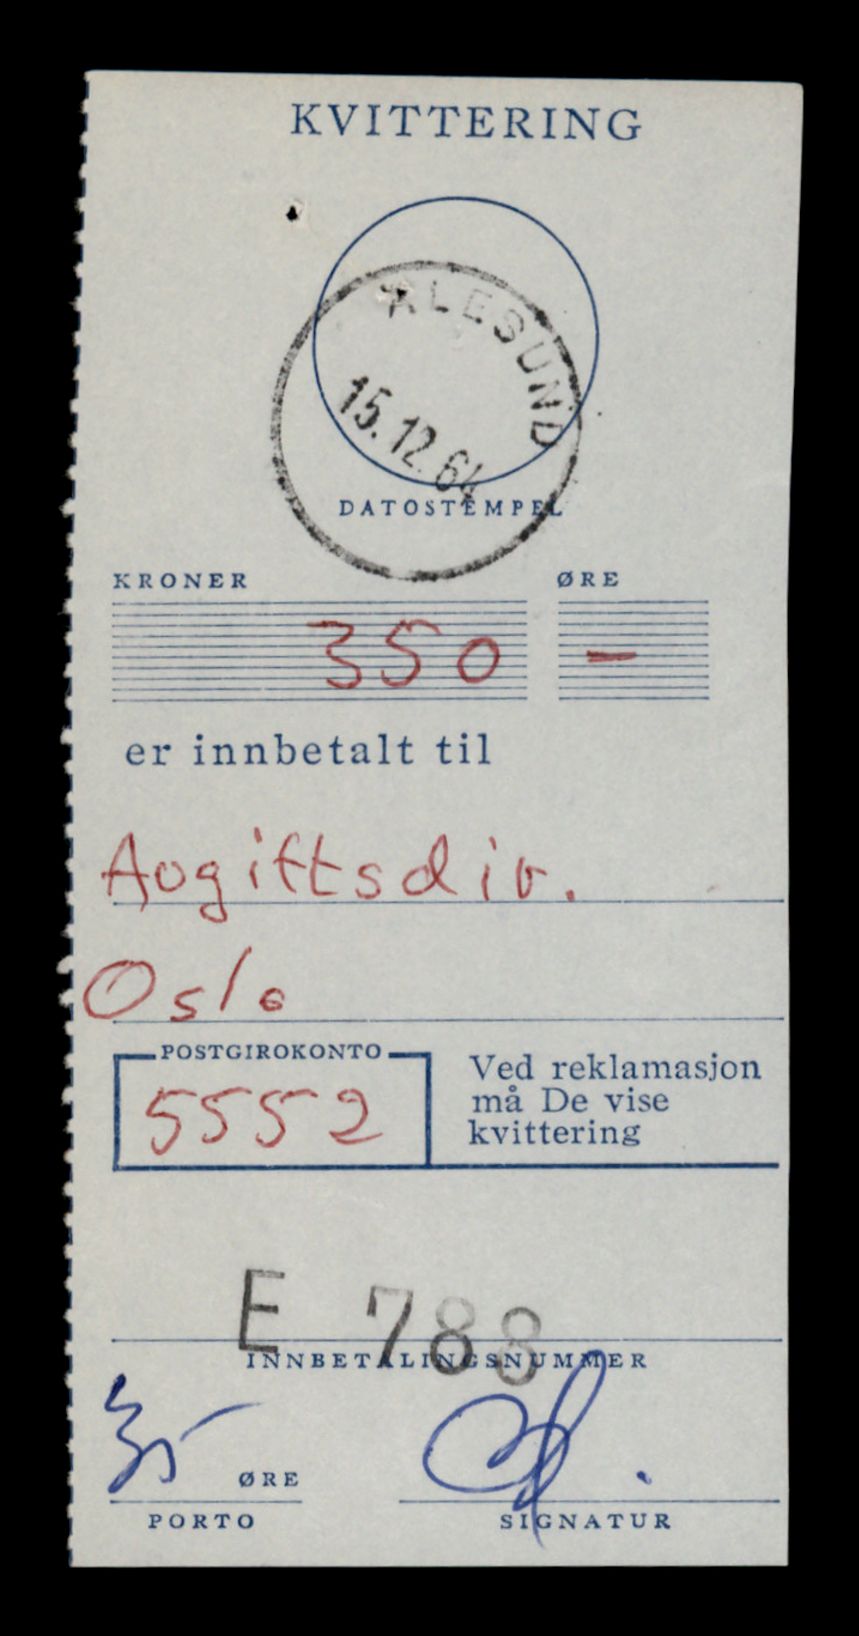 KVITTERING
ÅLESUND
15.12.64
DATOSTEMPEL
KRONER ØRE
350 -
er innbetalt til
Avgiftsdiv.
Oslo
POSTGIROKONTO
5552
Ved reklamasjon
må De vise
kvittering
E 788
INNBETALINGSNUMMER
35
ØRE
PORTO
SIGNATUR